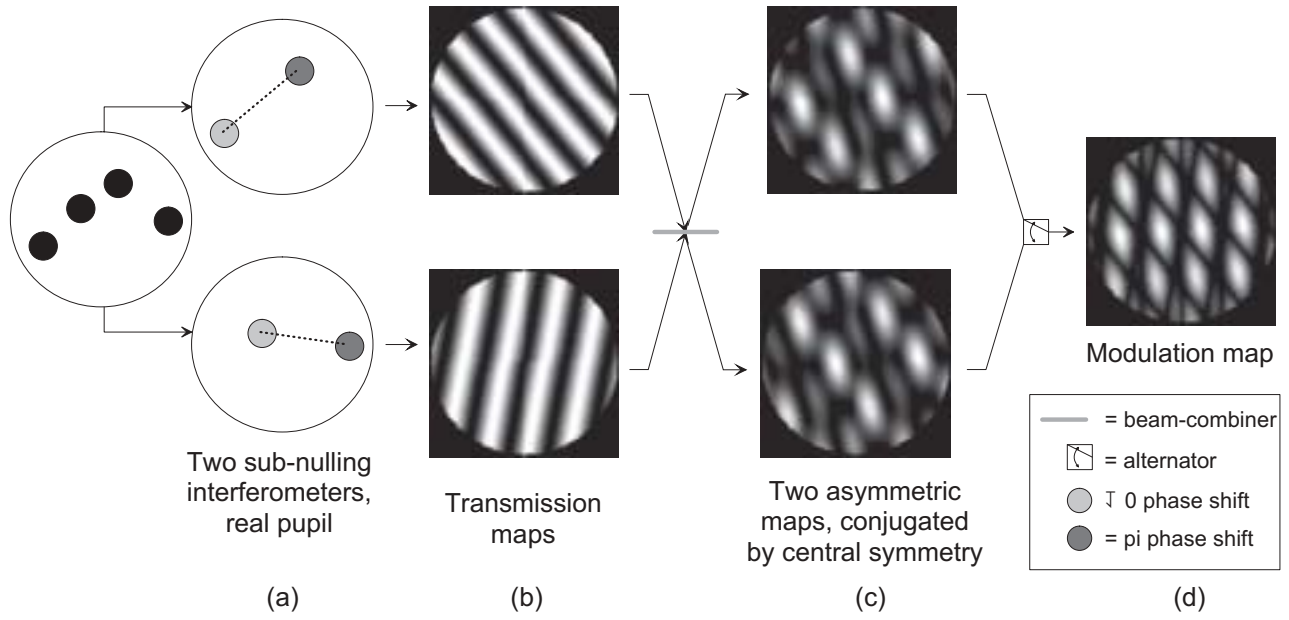 Two sub-nulling
interferometers,
real pupil
Transmission
maps
Two asymmetric
maps, conjugated
by central symmetry
Modulation map
= beam-combiner
= alternator
0 phase shift
= pi phase shift
(a)
(b)
(c)
(d)